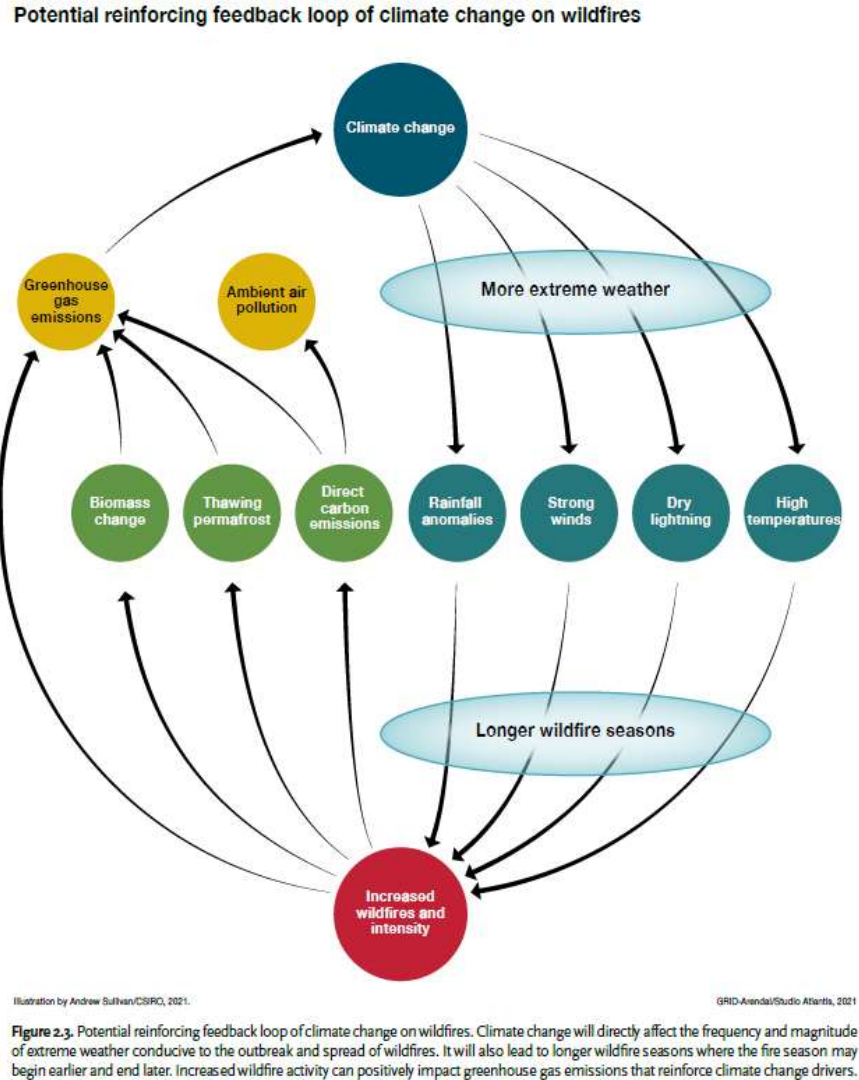 Potential reinforcing feedback loop of climate change on wildfires
Climate change
Greenhouse
gas
emissions
Ambient air
pollution
More extreme weather
Biomass
change
Thawing
permafrost
Direct
carbon
emissions
Rainfall
anomalies
Strong
winds
Dry
lightning
High
temperatures
Longer wildfire seasons
Increased
wildfires and
intensity
Illustration by Andrew Sullivan/CSIRO, 2021.
GRID-Arendal/Studio Atlantis, 2021
Figure 2.3. Potential reinforcing feedback loop of climate change on wildfires. Climate change will directly affect the frequency and magnitude
of extreme weather conducive to the outbreak and spread of wildfires. It will also lead to longer wildfire seasons where the fire season may
begin earlier and end later. Increased wildfire activity can positively impact greenhouse gas emissions that reinforce climate change drivers.